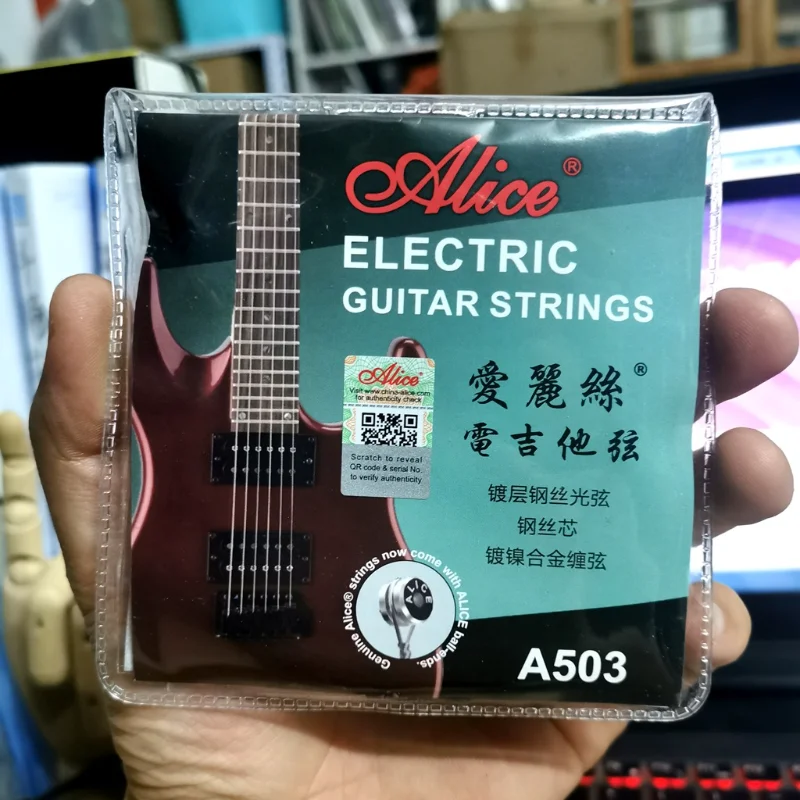 Alice®
ELECTRIC
GUITAR STRINGS
愛麗絲®
電吉他弦
镀层钢丝光弦
钢丝芯
镀镍合金缠弦
Alice®
Visit www.china-alice.com
for authenticity check
Scratch to reveal
QR code & serial No.
to verify authenticity
Genuine Alice® strings now come with ALICE ball-ends.
ALICE
A503